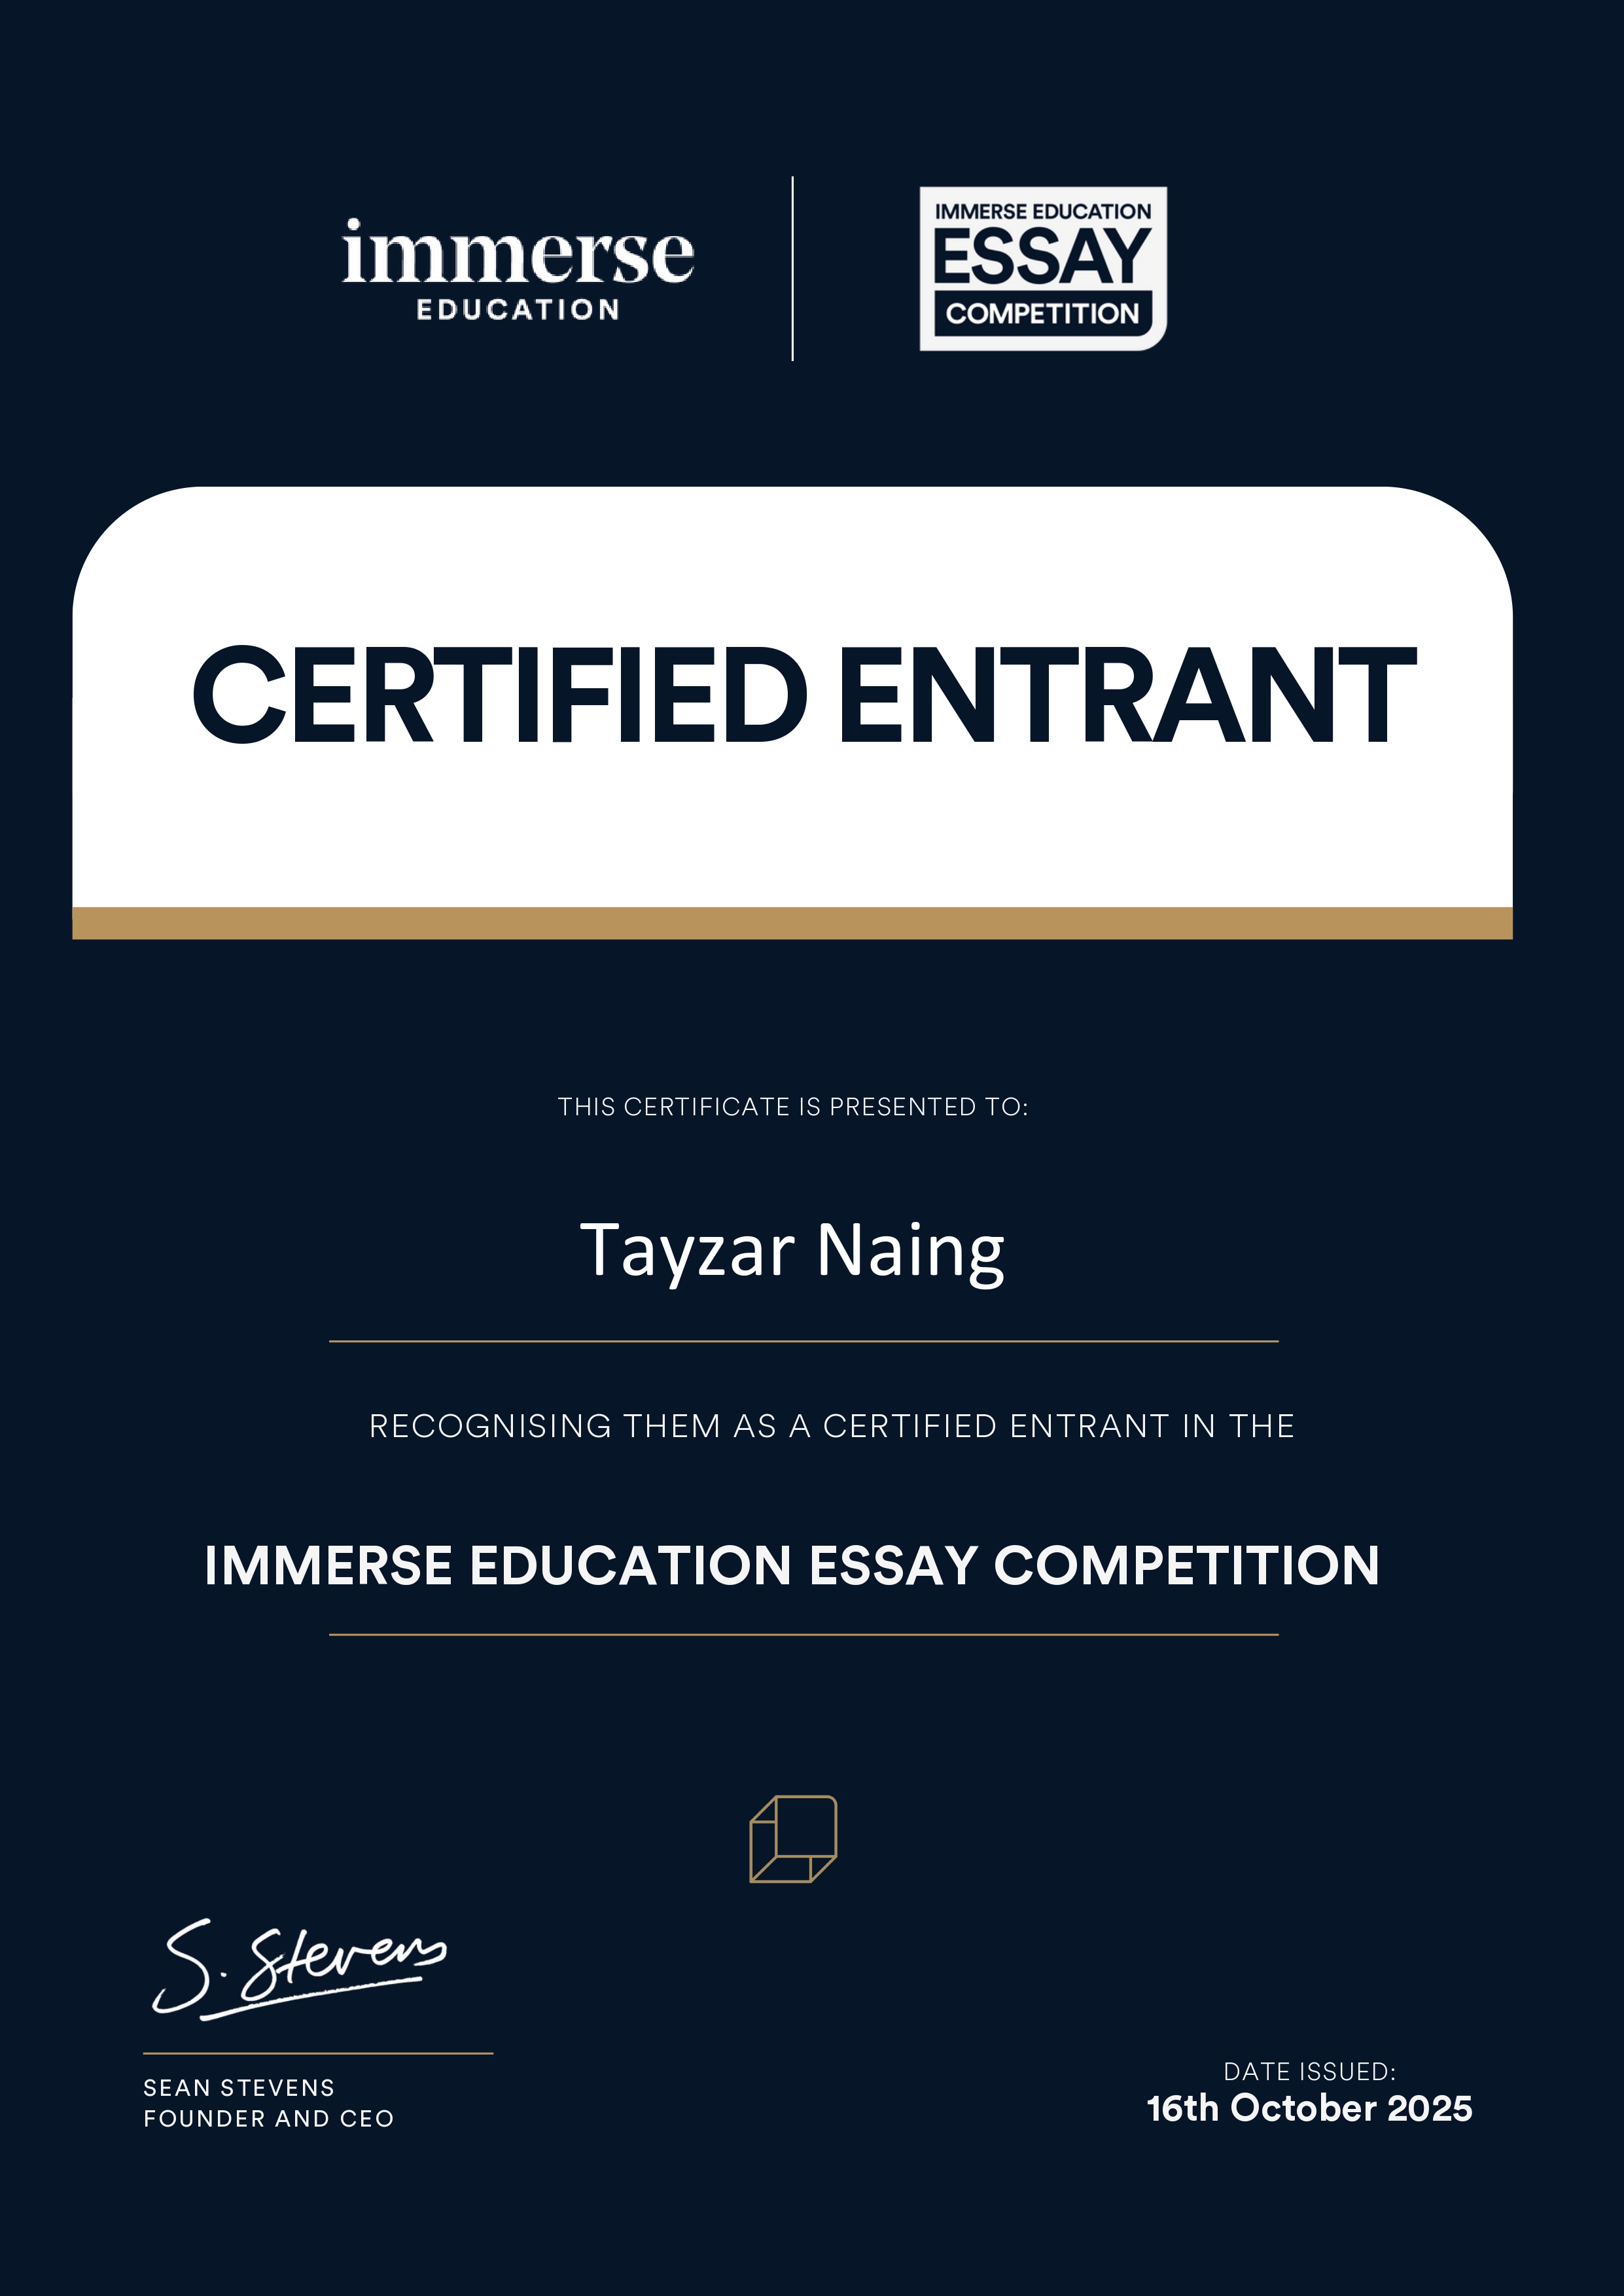 immerse
EDUCATION
IMMERSE EDUCATION
ESSAY
COMPETITION
CERTIFIED ENTRANT
THIS CERTIFICATE IS PRESENTED TO:
Tayzar Naing
RECOGNISING THEM AS A CERTIFIED ENTRANT IN THE
IMMERSE EDUCATION ESSAY COMPETITION
S. Stevens
SEAN STEVENS
FOUNDER AND CEO
DATE ISSUED:
16th October 2025